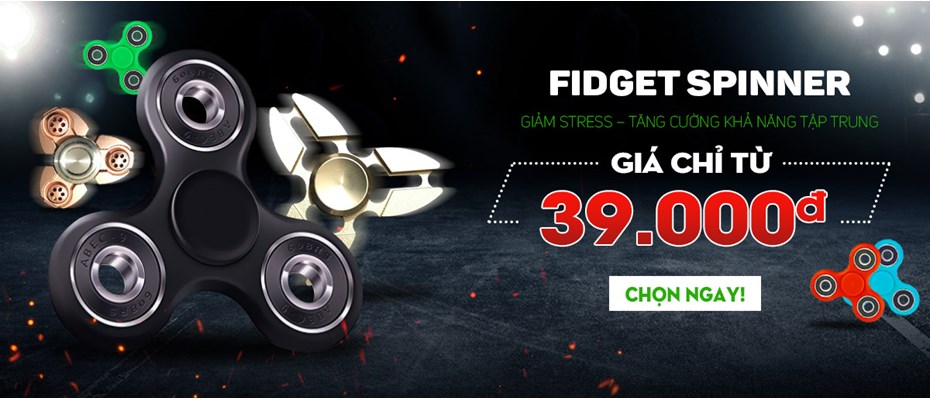 FIDGET SPINNER
GIẢM STRESS – TĂNG CƯỜNG KHẢ NĂNG TẬP TRUNG
GIÁ CHỈ TỪ
39.000đ
CHỌN NGAY!